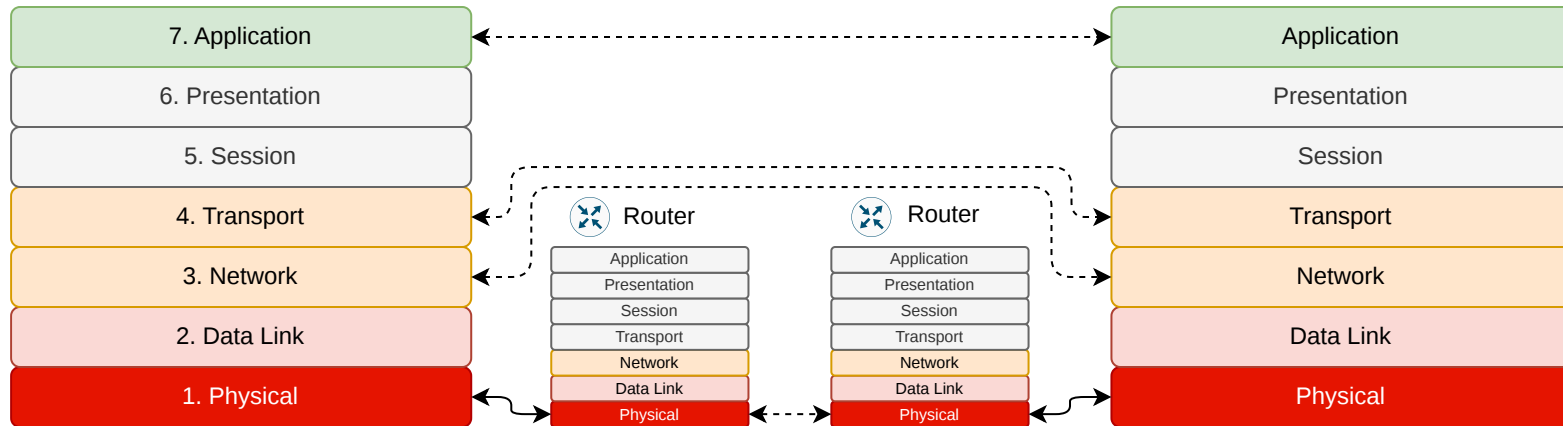 7. Application
6. Presentation
5. Session
4. Transport
3. Network
2. Data Link
1. Physical
Router
Application
Presentation
Session
Transport
Network
Data Link
Physical
Router
Application
Presentation
Session
Transport
Network
Data Link
Physical
Application
Presentation
Session
Transport
Network
Data Link
Physical